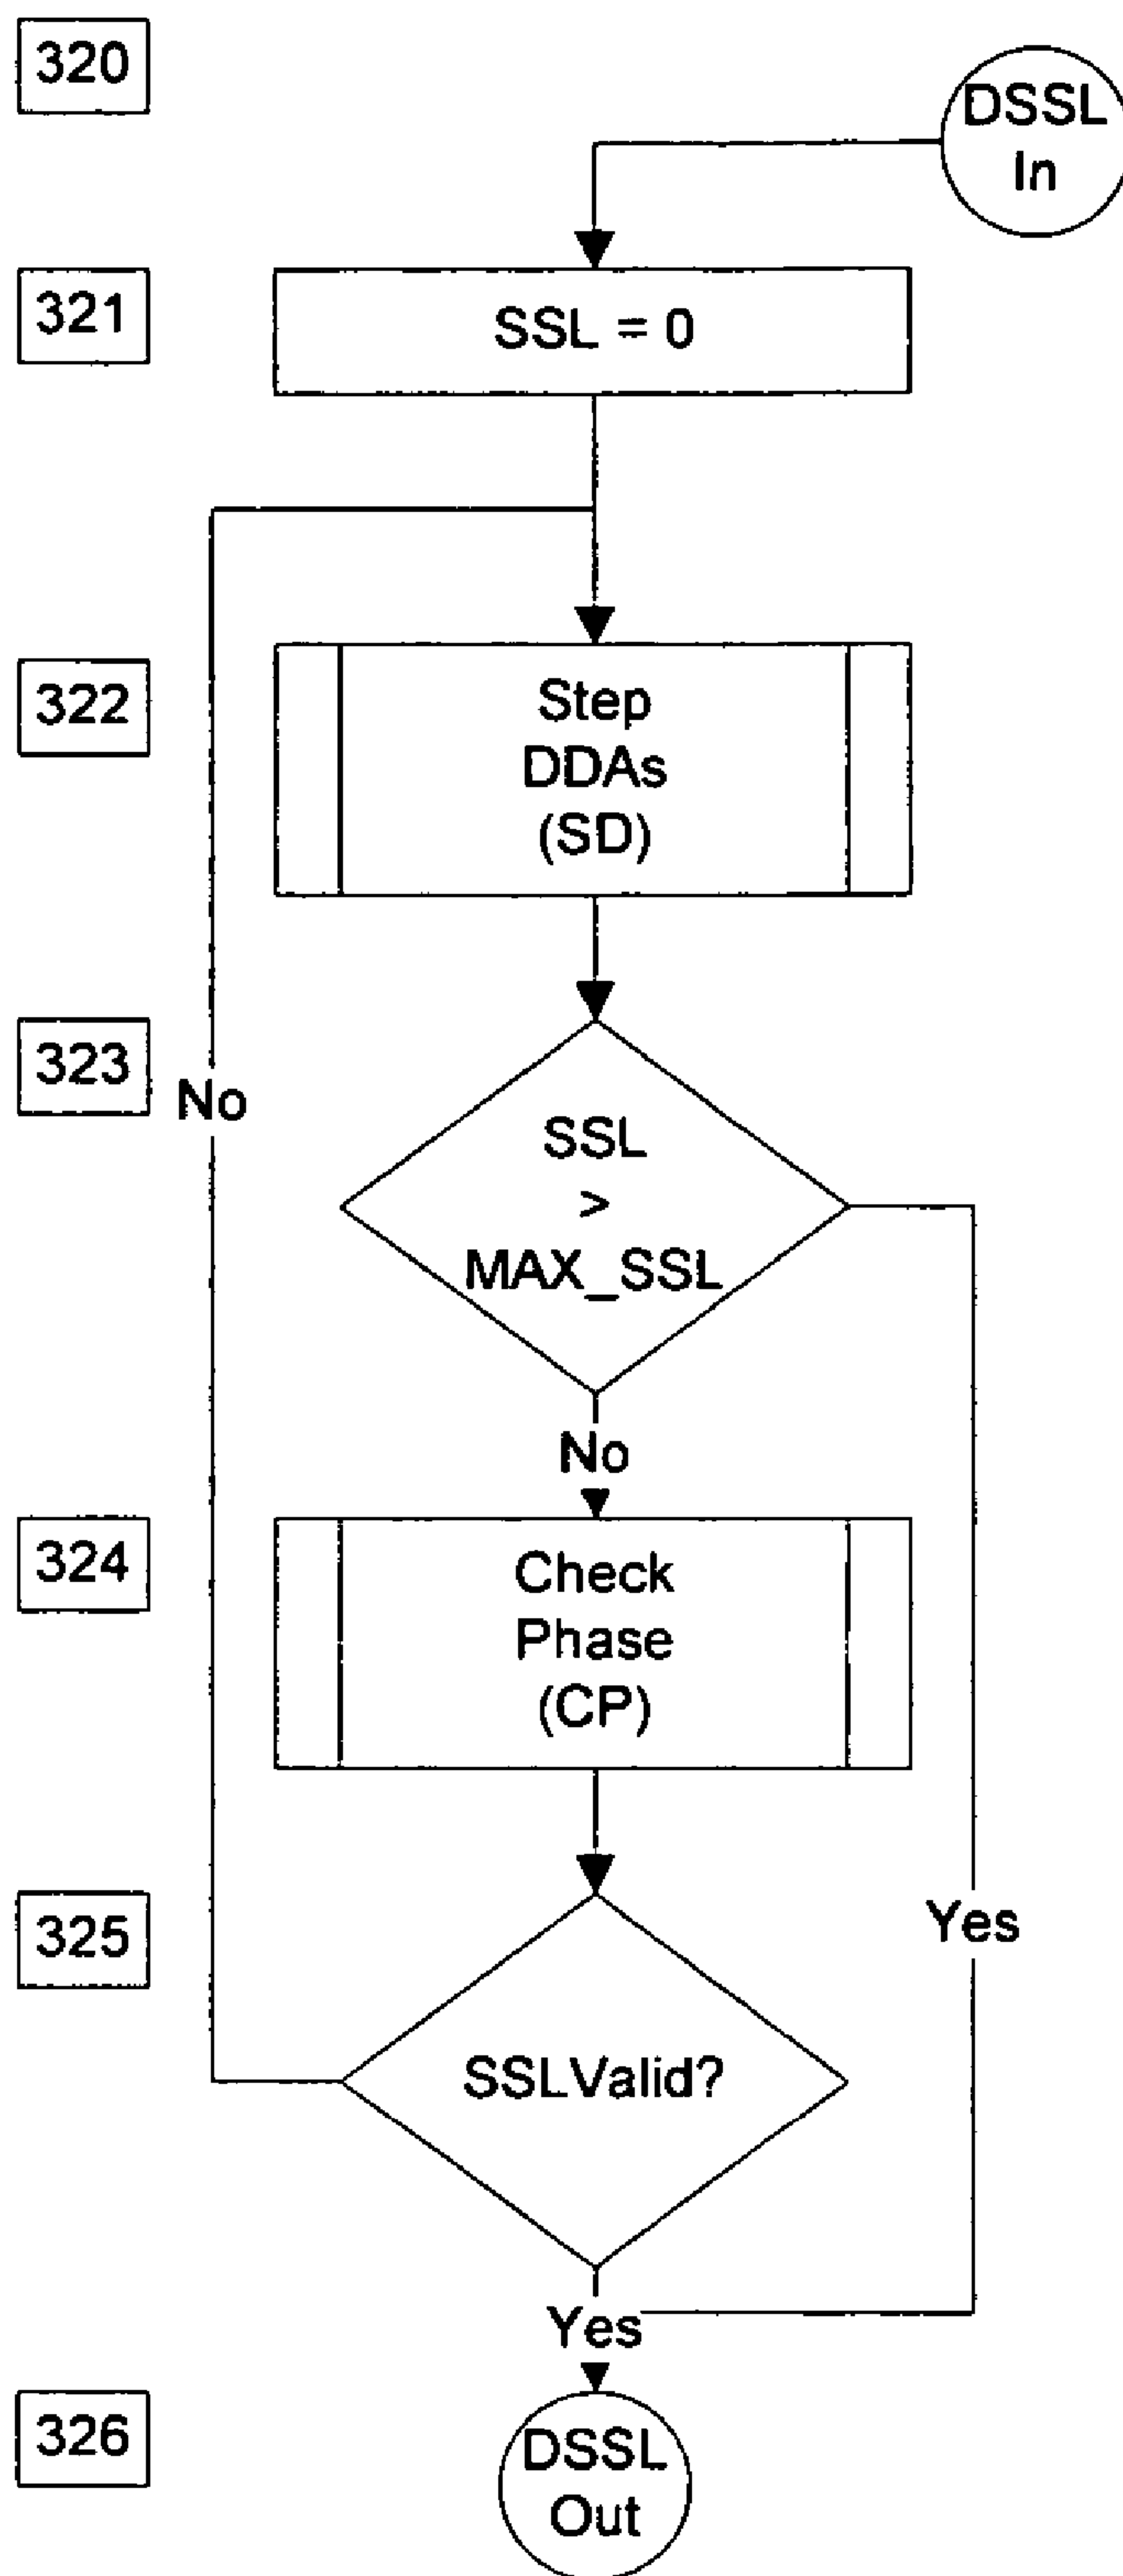 320
DSSL
In
321
SSL = 0
322
Step
DDAs
(SD)
323
No
SSL
>
MAX_SSL
No
324
Check
Phase
(CP)
325
Yes
SSLValid?
Yes
326
DSSL
Out